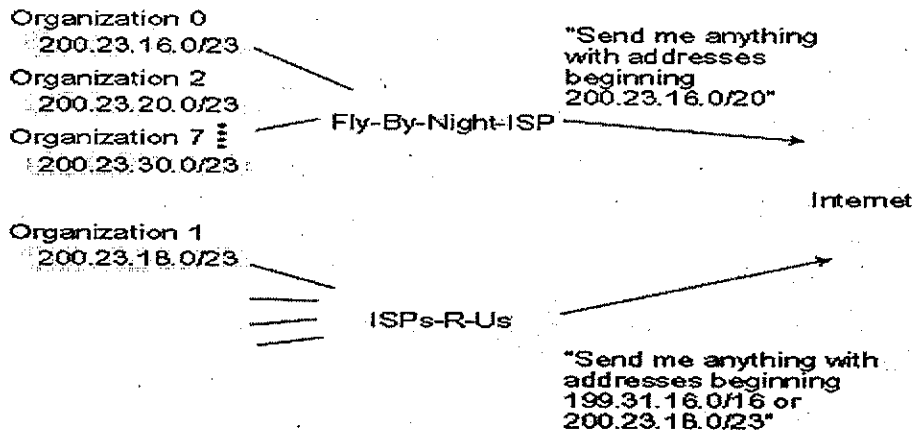 Organization 0
200.23.16.0/23
Organization 2
200.23.20.0/23
Organization 7
200.23.30.0/23
Organization 1
200.23.18.0/23
Fly-By-Night-ISP
ISPs-R-Us
"Send me anything
with addresses
beginning
200.23.16.0/20"
Internet
"Send me anything with
addresses beginning
199.31.16.0/16 or
200.23.18.0/23"